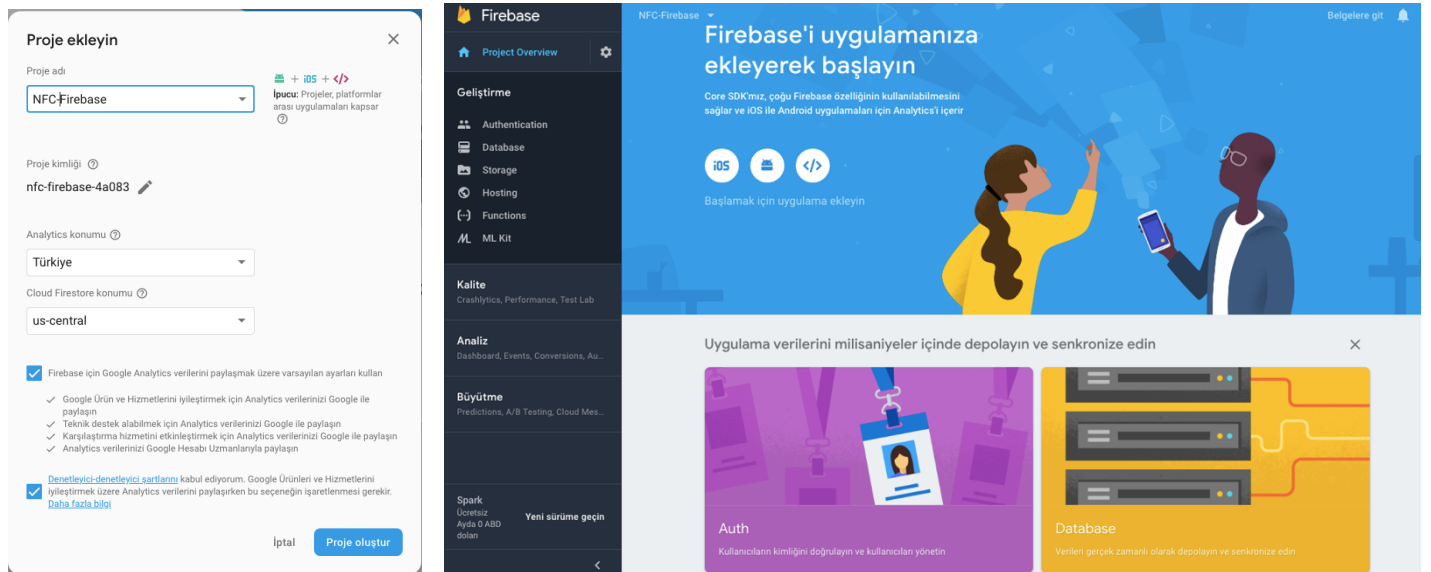 Proje ekleyin
Proje adı
NFC-Firebase
+ iOS + </>
İpucu: Projeler, platformlar
arası uygulamaları kapsar
Proje kimliği
nfc-firebase-4a083
Analytics konumu
Türkiye
Cloud Firestore konumu
us-central
Firebase için Google Analytics verilerini paylaşmak üzere varsayılan ayarları kullan
Google Ürün ve Hizmetlerini iyileştirmek için Analytics verilerinizi Google ile
paylaşın
Teknik destek alabilmek için Analytics verilerinizi Google ile paylaşın
Karşılaştırma hizmetini etkinleştirmek için Analytics verilerinizi Google ile paylaşın
Analytics verilerinizi Google Hesabı Uzmanlarıyla paylaşın
Denetleyici-denetleyici şartlarını kabul ediyorum. Google Ürünleri ve Hizmetlerini
iyileştirmek üzere Analytics verilerini paylaşırken bu seçeneğin işaretlenmesi gerekir.
Daha fazla bilgi
İptal
Proje oluştur
Firebase
Project Overview
Geliştirme
Authentication
Database
Storage
Hosting
Functions
ML Kit
Kalite
Crashlytics, Performance, Test Lab
Analiz
Dashboard, Events, Conversions, Au...
Büyütme
Predictions, A/B Testing, Cloud Mes...
Spark
Ücretsiz
Ayda 0 ABD
doları
Yeni sürüme geçin
NFC-Firebase
Belgelere git
Firebase'i uygulamanıza
ekleyerek başlayın
Core SDK'mız, çoğu Firebase özelliğinin kullanılabilmesini
sağlar ve iOS ile Android uygulamaları için Analytics'i içerir
iOS
</>
Başlamak için uygulama ekleyin
Uygulama verilerini milisaniyeler içinde depolayın ve senkronize edin
Auth
Kullanıcıların kimliğini doğrulayın ve kullanıcıları yönetin
Database
Verileri gerçek zamanlı olarak depolayın ve senkronize edin